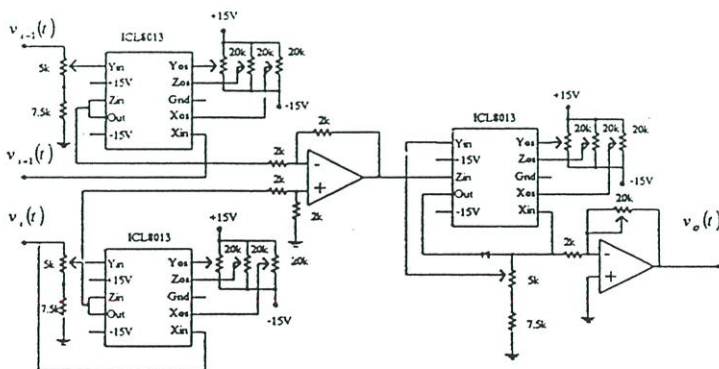 v_{i-1}(t)
5k
7.5k
v_{i-1}(t)
ICL8013
Yin
+15V
Zin
Out
-15V
Yos
Zos
Gnd
Xos
Xin
+15V
20k
20k
20k
-15V
2k
2k
2k
2k
-
+
v_i(t)
5k
7.5k
ICL8013
Yin
+15V
Zin
Out
-15V
Yos
Zos
Gnd
Xos
Xin
+15V
20k
20k
20k
-15V
ICL8013
Yin
-15V
Zin
Out
-15V
Yos
Zos
Gnd
Xos
Xin
+15V
20k
20k
20k
-15V
5k
7.5k
2k
20k
-
+
v_o(t)